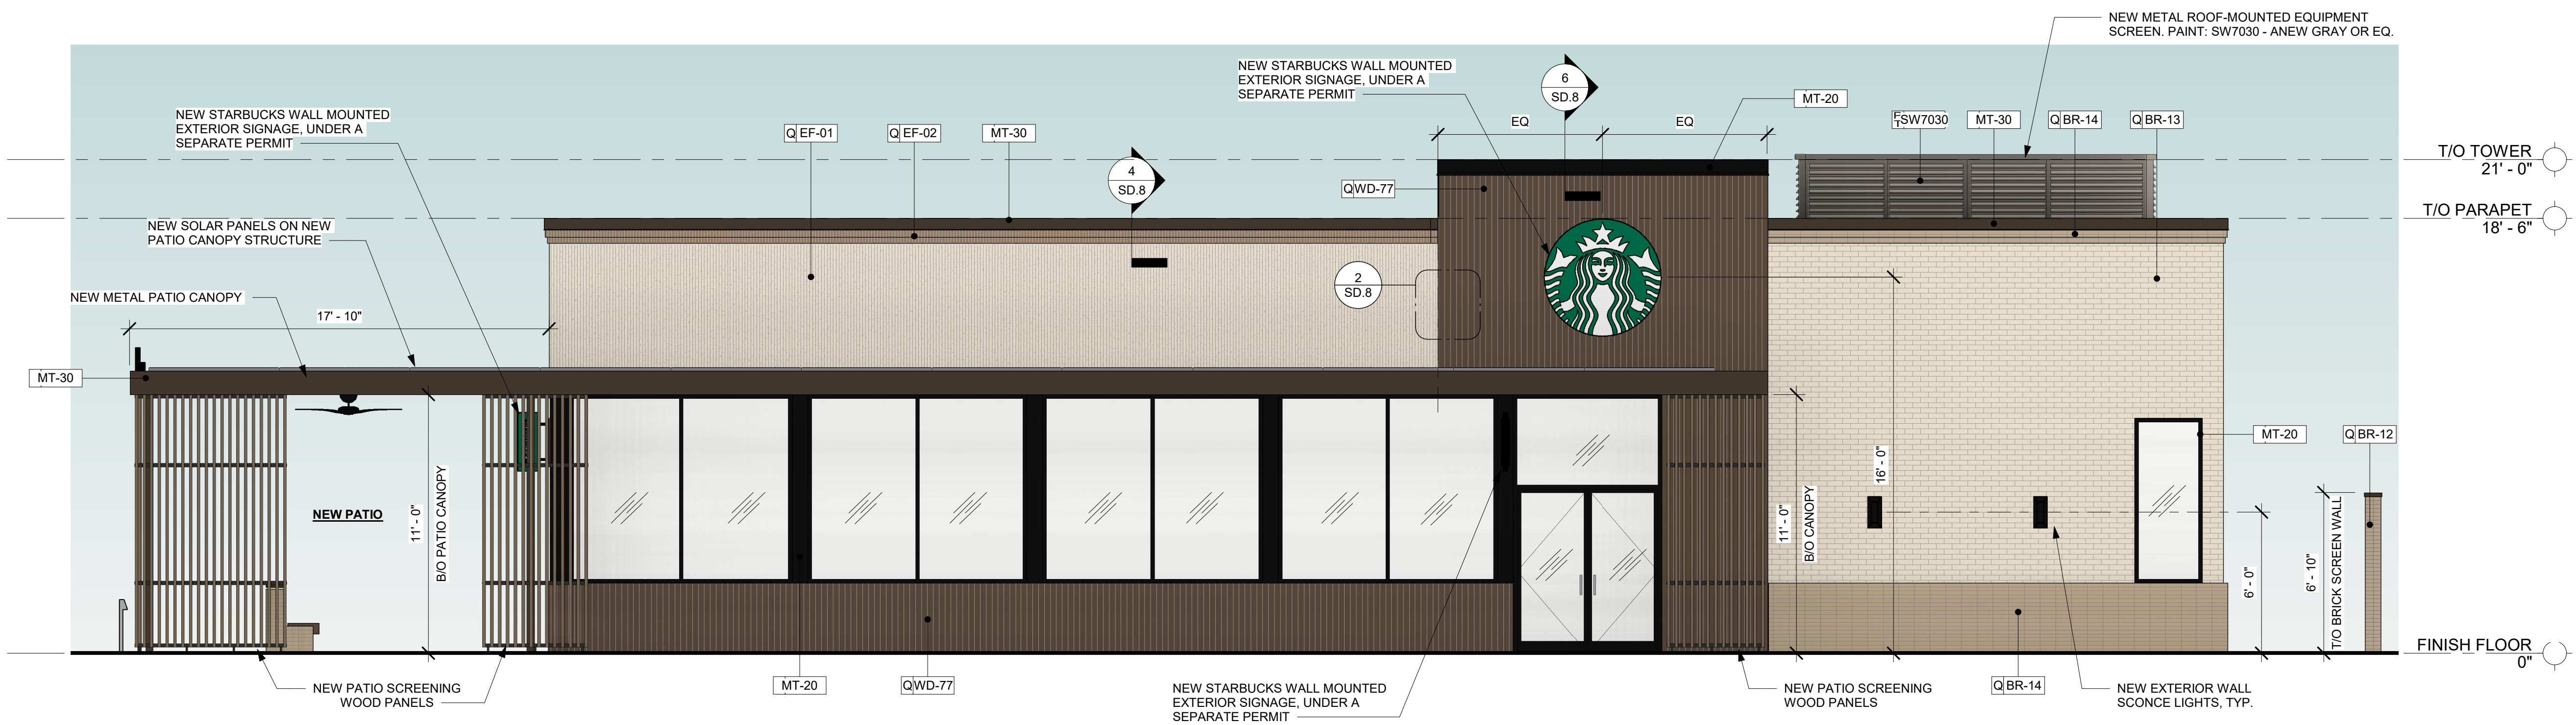 NEW METAL ROOF-MOUNTED EQUIPMENT
SCREEN. PAINT: SW7030 - ANEW GRAY OR EQ.
NEW STARBUCKS WALL MOUNTED
EXTERIOR SIGNAGE, UNDER A
SEPARATE PERMIT
6
SD.8
MT-20
NEW STARBUCKS WALL MOUNTED
EXTERIOR SIGNAGE, UNDER A
SEPARATE PERMIT
Q EF-01
Q EF-02
MT-30
EQ
EQ
SW7030
MT-30
Q BR-14
Q BR-13
T/O TOWER
21' - 0"
4
SD.8
Q WD-77
T/O PARAPET
18' - 6"
NEW SOLAR PANELS ON NEW
PATIO CANOPY STRUCTURE
2
SD.8
NEW METAL PATIO CANOPY
17' - 10"
MT-30
MT-20
Q BR-12
16' - 0"
NEW PATIO
11' - 0"
B/O PATIO CANOPY
11' - 0"
B/O CANOPY
6' - 0"
6' - 10"
T/O BRICK SCREEN WALL
FINISH FLOOR
0"
NEW PATIO SCREENING
WOOD PANELS
MT-20
Q WD-77
NEW STARBUCKS WALL MOUNTED
EXTERIOR SIGNAGE, UNDER A
SEPARATE PERMIT
NEW PATIO SCREENING
WOOD PANELS
Q BR-14
NEW EXTERIOR WALL
SCONCE LIGHTS, TYP.